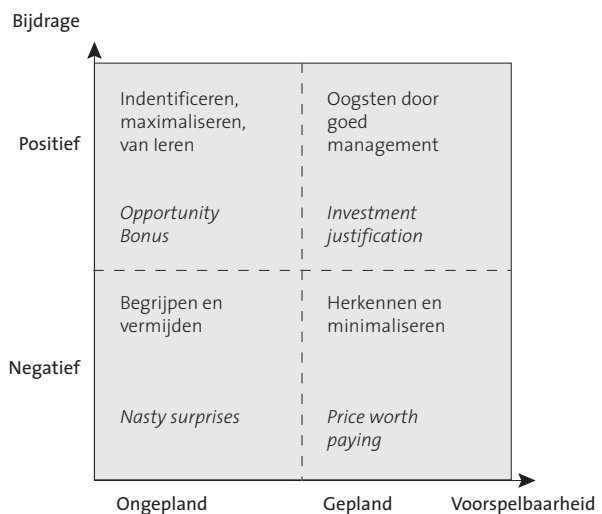 Bijdrage
Positief
Indentificeren,
maximaliseren,
van leren
Opportunity
Bonus
Oogsten door
goed
management
Investment
justification
Negatief
Begrijpen en
vermijden
Nasty surprises
Herkennen en
minimaliseren
Price worth
paying
Ongepland
Gepland
Voorspelbaarheid